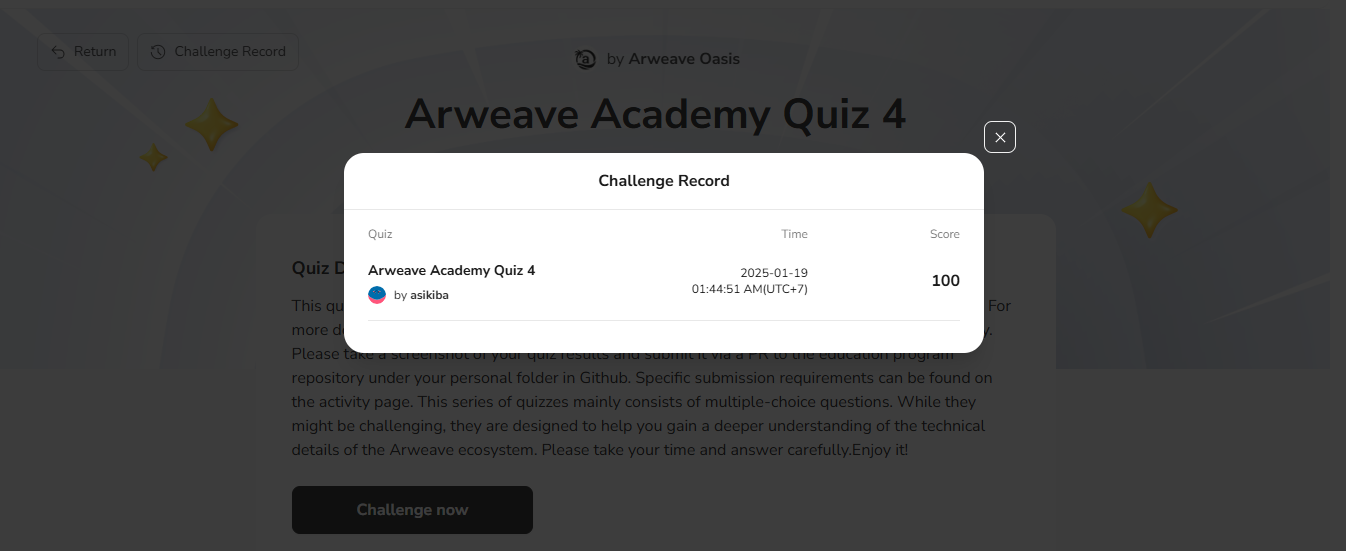 Return
Challenge Record
by Arweave Oasis
Arweave Academy Quiz 4
Challenge Record
Quiz
Time
Score
Arweave Academy Quiz 4
by asikiba
2025-01-19
01:44:51 AM(UTC+7)
100
Quiz
This For
more
Please take a screenshot of your quiz results and submit it via a PR to the education program
repository under your personal folder in Github. Specific submission requirements can be found on
the activity page. This series of quizzes mainly consists of multiple-choice questions. While they
might be challenging, they are designed to help you gain a deeper understanding of the technical
details of the Arweave ecosystem. Please take your time and answer carefully.Enjoy it!
Challenge now